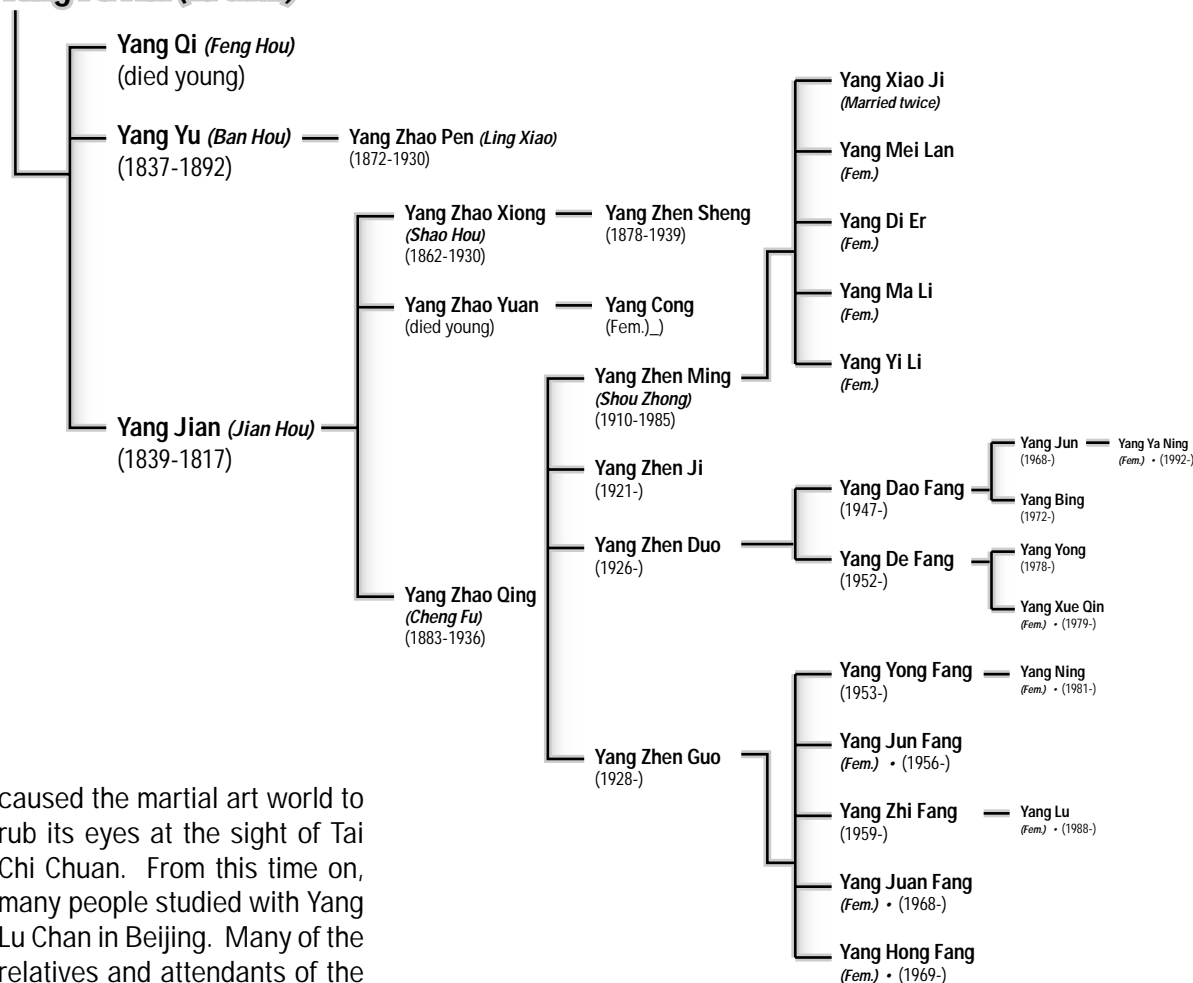 Yang Qi (Feng Hou)
(died young)
Yang Yu (Ban Hou)
(1837-1892)
Yang Jian (Jian Hou)
(1839-1817)
Yang Zhao Pen (Ling Xiao)
(1872-1930)
Yang Zhao Xiong
(Shao Hou)
(1862-1930)
Yang Zhao Yuan
(died young)
Yang Zhao Qing
(Cheng Fu)
(1883-1936)
Yang Zhen Sheng
(1878-1939)
Yang Cong
(Fem.)_)
Yang Zhen Ming
(Shou Zhong)
(1910-1985)
Yang Zhen Ji
(1921-)
Yang Zhen Duo
(1926-)
Yang Zhen Guo
(1928-)
Yang Xiao Ji
(Married twice)
Yang Mei Lan
(Fem.)
Yang Di Er
(Fem.)
Yang Ma Li
(Fem.)
Yang Yi Li
(Fem.)
Yang Dao Fang
(1947-)
Yang De Fang
(1952-)
Yang Jun
(1968-)
Yang Ya Ning
(Fem.) • (1992-)
Yang Bing
(1972-)
Yang Yong
(1978-)
Yang Xue Qin
(Fem.) • (1979-)
Yang Yong Fang
(1953-)
Yang Ning
(Fem.) • (1981-)
Yang Jun Fang
(Fem.) • (1956-)
Yang Zhi Fang
(1959-)
Yang Lu
(Fem.) • (1988-)
Yang Juan Fang
(Fem.) • (1968-)
Yang Hong Fang
(Fem.) • (1969-)
caused the martial art world to
rub its eyes at the sight of Tai
Chi Chuan. From this time on,
many people studied with Yang
Lu Chan in Beijing. Many of the
relatives and attendants of the